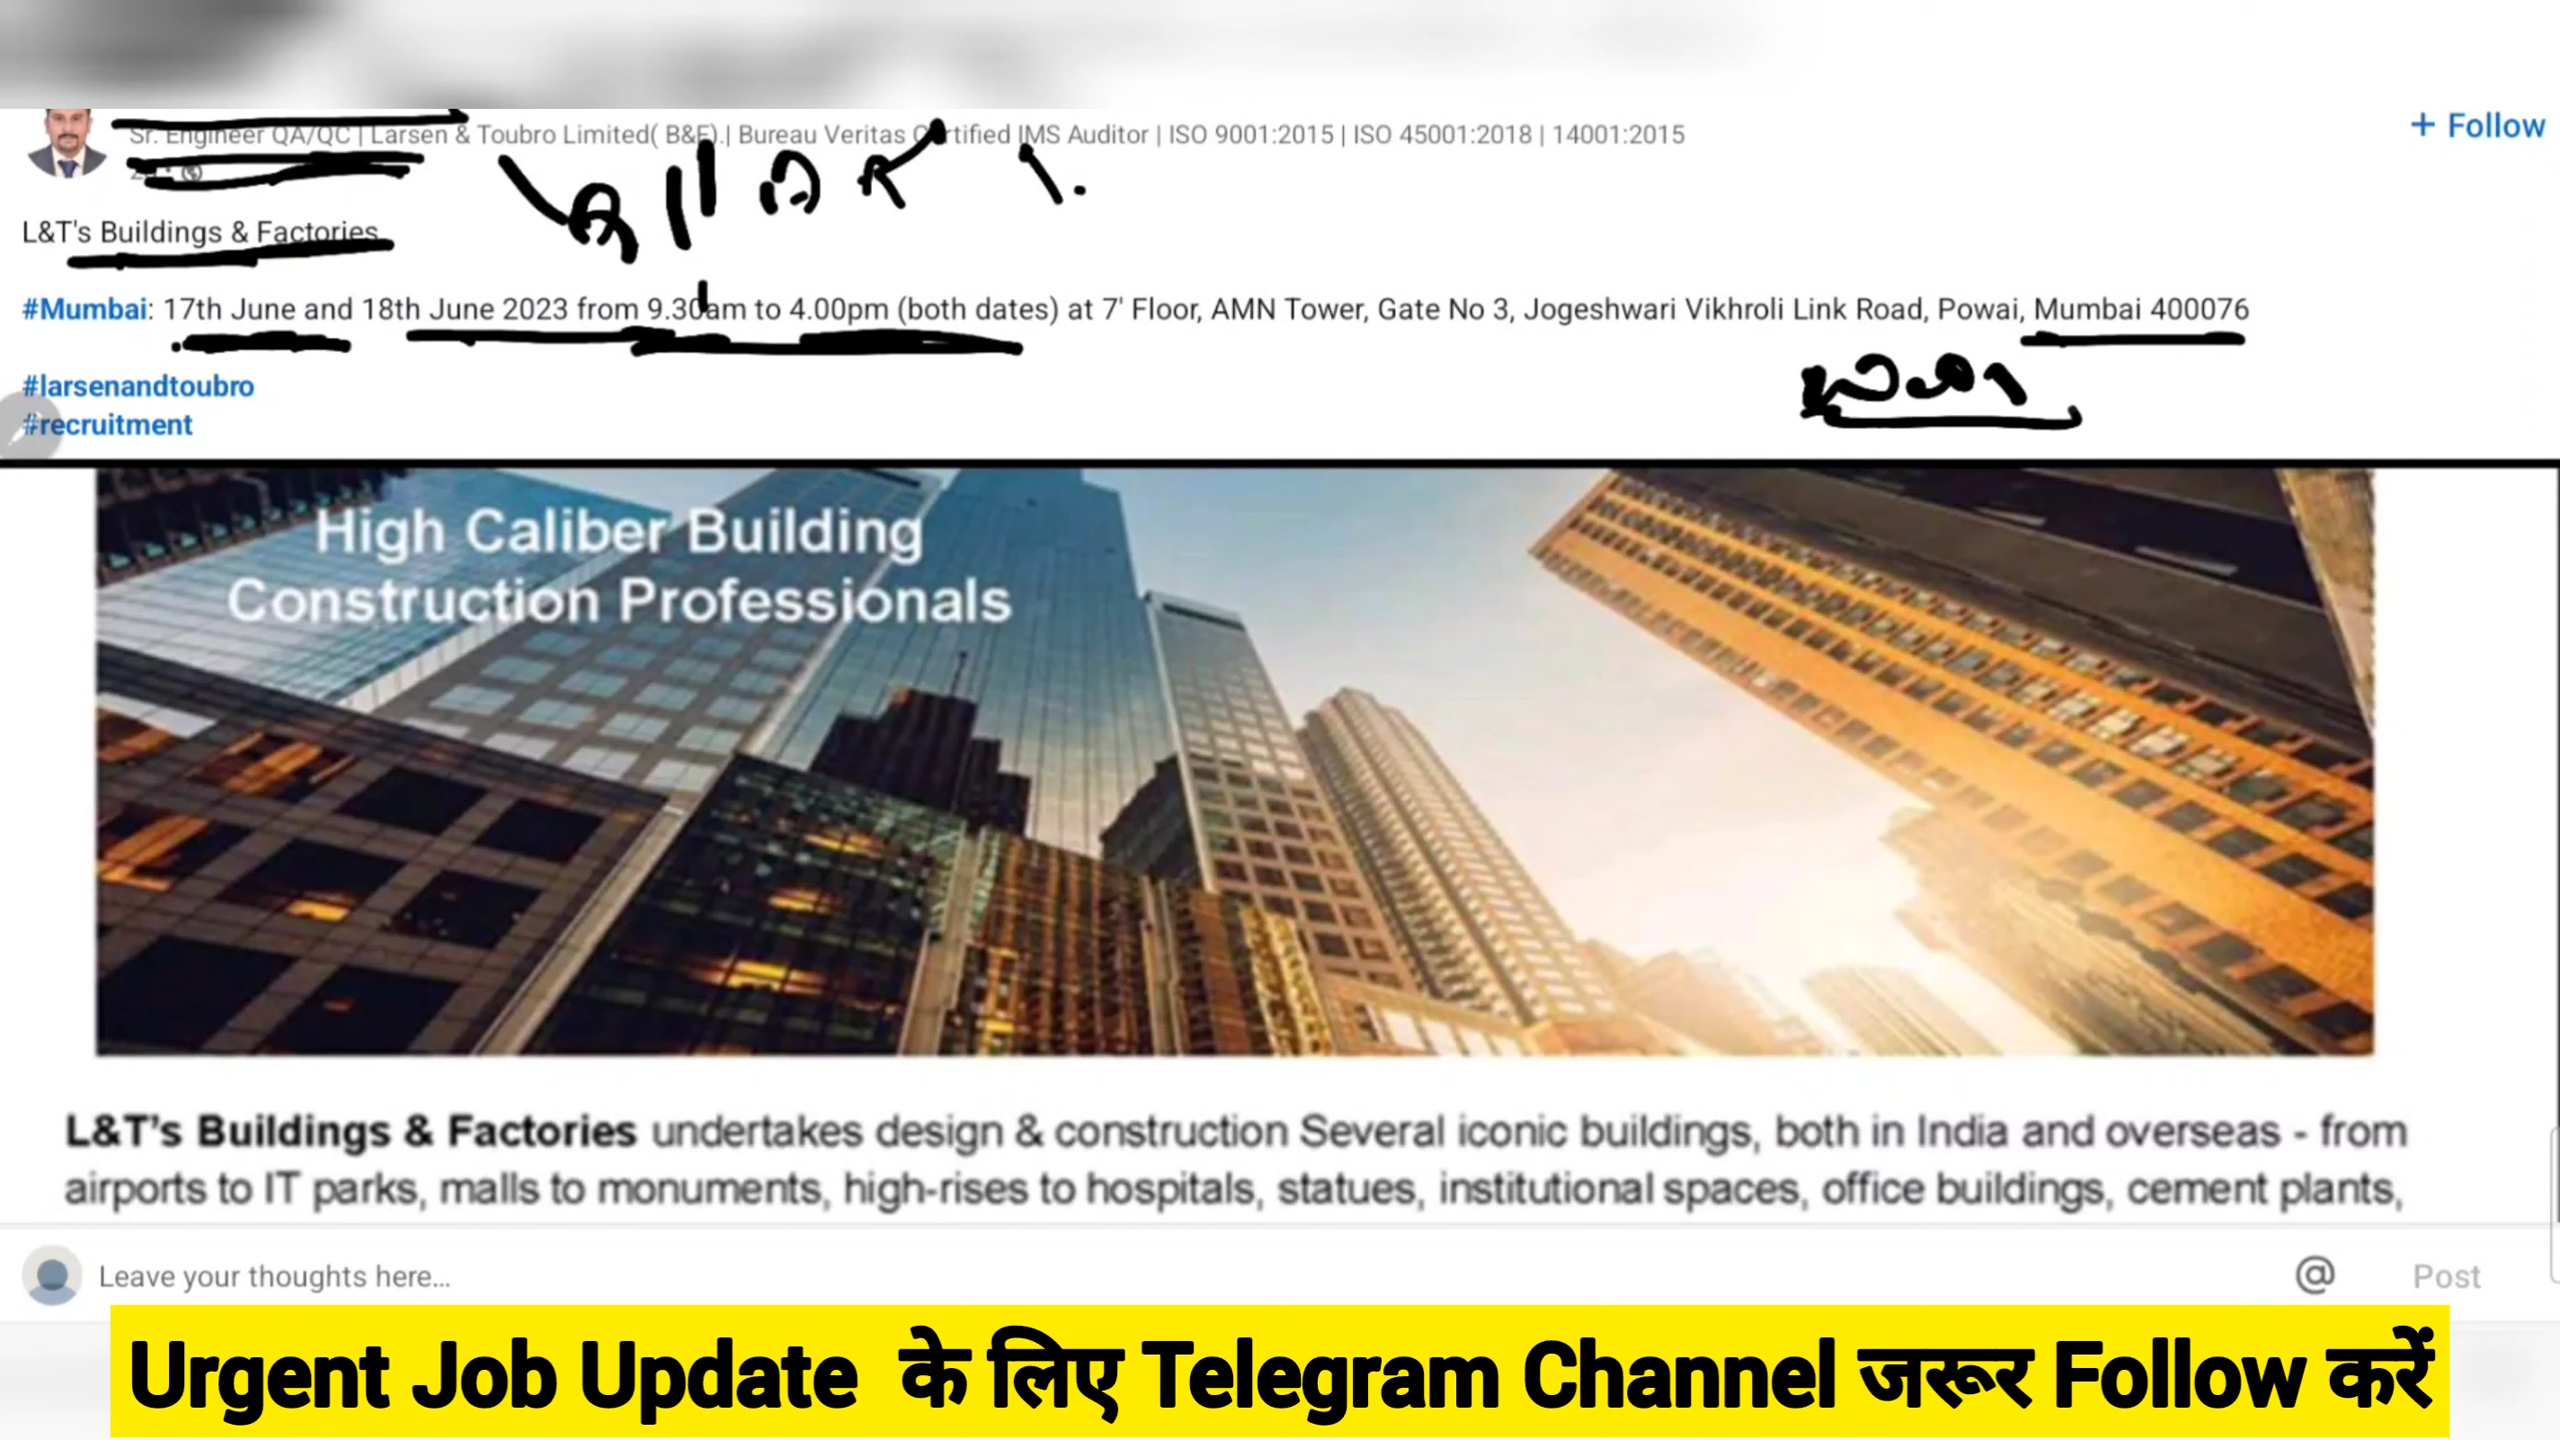 Sr. Engineer QA/QC | Larsen & Toubro Limited( B&F).| Bureau Veritas Certified IMS Auditor | ISO 9001:2015 | ISO 45001:2018 | 14001:2015
+ Follow
L&T's Buildings & Factories
#Mumbai: 17th June and 18th June 2023 from 9.30am to 4.00pm (both dates) at 7' Floor, AMN Tower, Gate No 3, Jogeshwari Vikhroli Link Road, Powai, Mumbai 400076
#larsenandtoubro
#recruitment
High Caliber Building
Construction Professionals
L&T's Buildings & Factories undertakes design & construction Several iconic buildings, both in India and overseas - from
airports to IT parks, malls to monuments, high-rises to hospitals, statues, institutional spaces, office buildings, cement plants,
Leave your thoughts here...
@ Post
Urgent Job Update के लिए Telegram Channel जरूर Follow करें